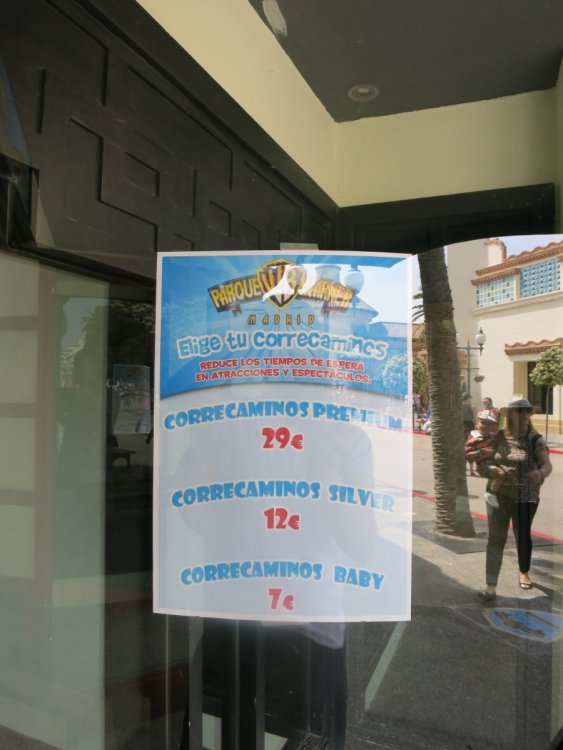 PARQUE WARNER
MADRID
Elige tu correcaminos
REDUCE LOS TIEMPOS DE ESPERA
EN ATRACCIONES Y ESPECTÁCULOS.
CORRECAMINOS PREMIUM
29€
CORRECAMINOS SILVER
12€
CORRECAMINOS BABY
7€